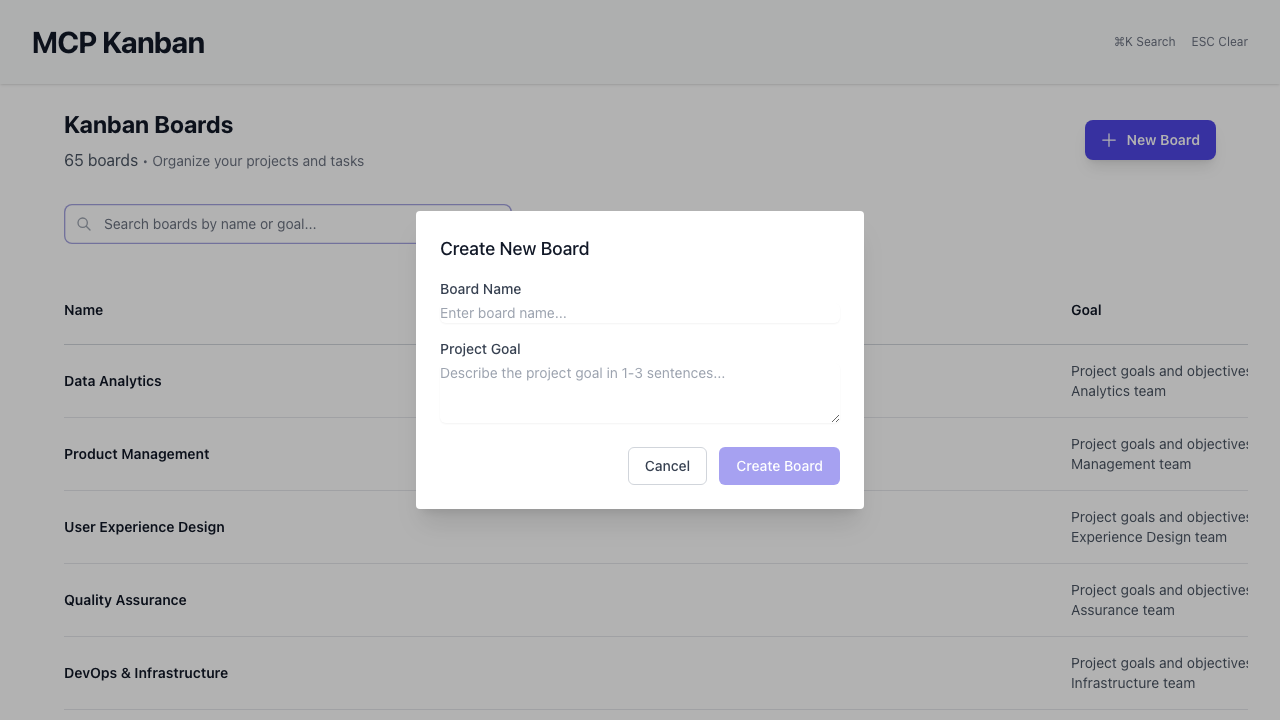 MCP Kanban
⌘K Search
ESC Clear
Kanban Boards
65 boards • Organize your projects and tasks
New Board
Search boards by name or goal...
Create New Board
Board Name
Enter board name...
Project Goal
Describe the project goal in 1-3 sentences...
Cancel
Create Board
Name
Goal
Data Analytics
Project goals and objectives
Analytics team
Product Management
Project goals and objectives
Management team
User Experience Design
Project goals and objectives
Experience Design team
Quality Assurance
Project goals and objectives
Assurance team
DevOps & Infrastructure
Project goals and objectives
Infrastructure team